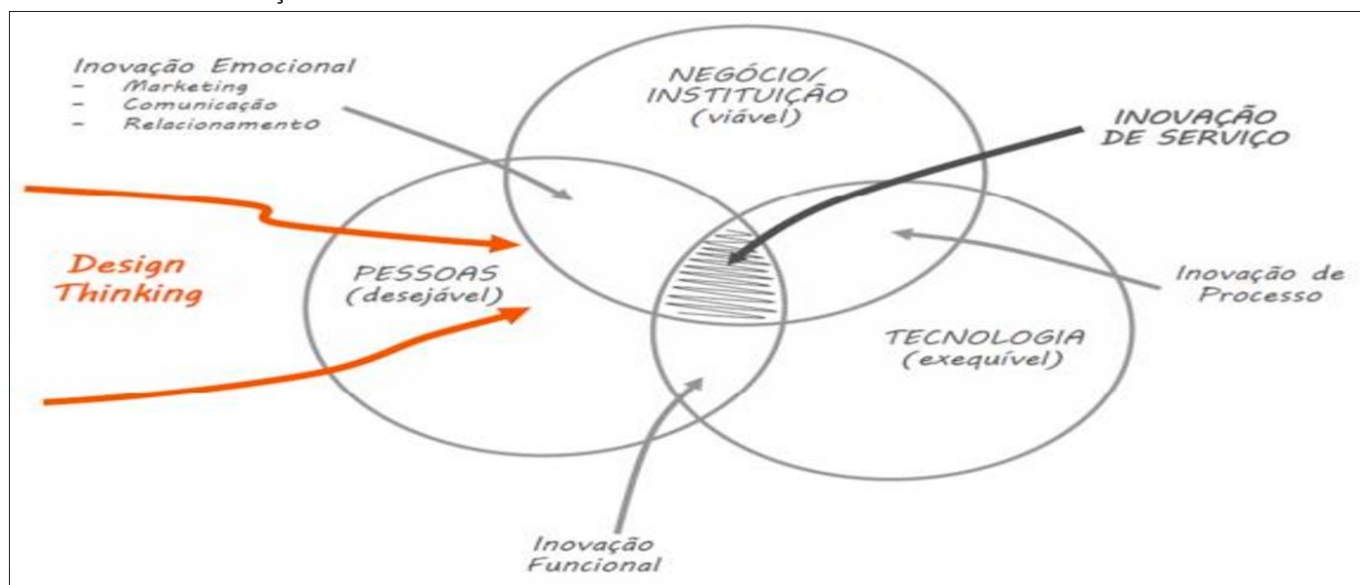 Inovação Emocional
- Marketing
- Comunicação
- Relacionamento
NEGÓCIO/
INSTITUIÇÃO
(viável)
INOVAÇÃO
DE SERVIÇO
Design
Thinking
PESSOAS
(desejável)
Inovação de
Processo
TECNOLOGIA
(exequível)
Inovação
Funcional